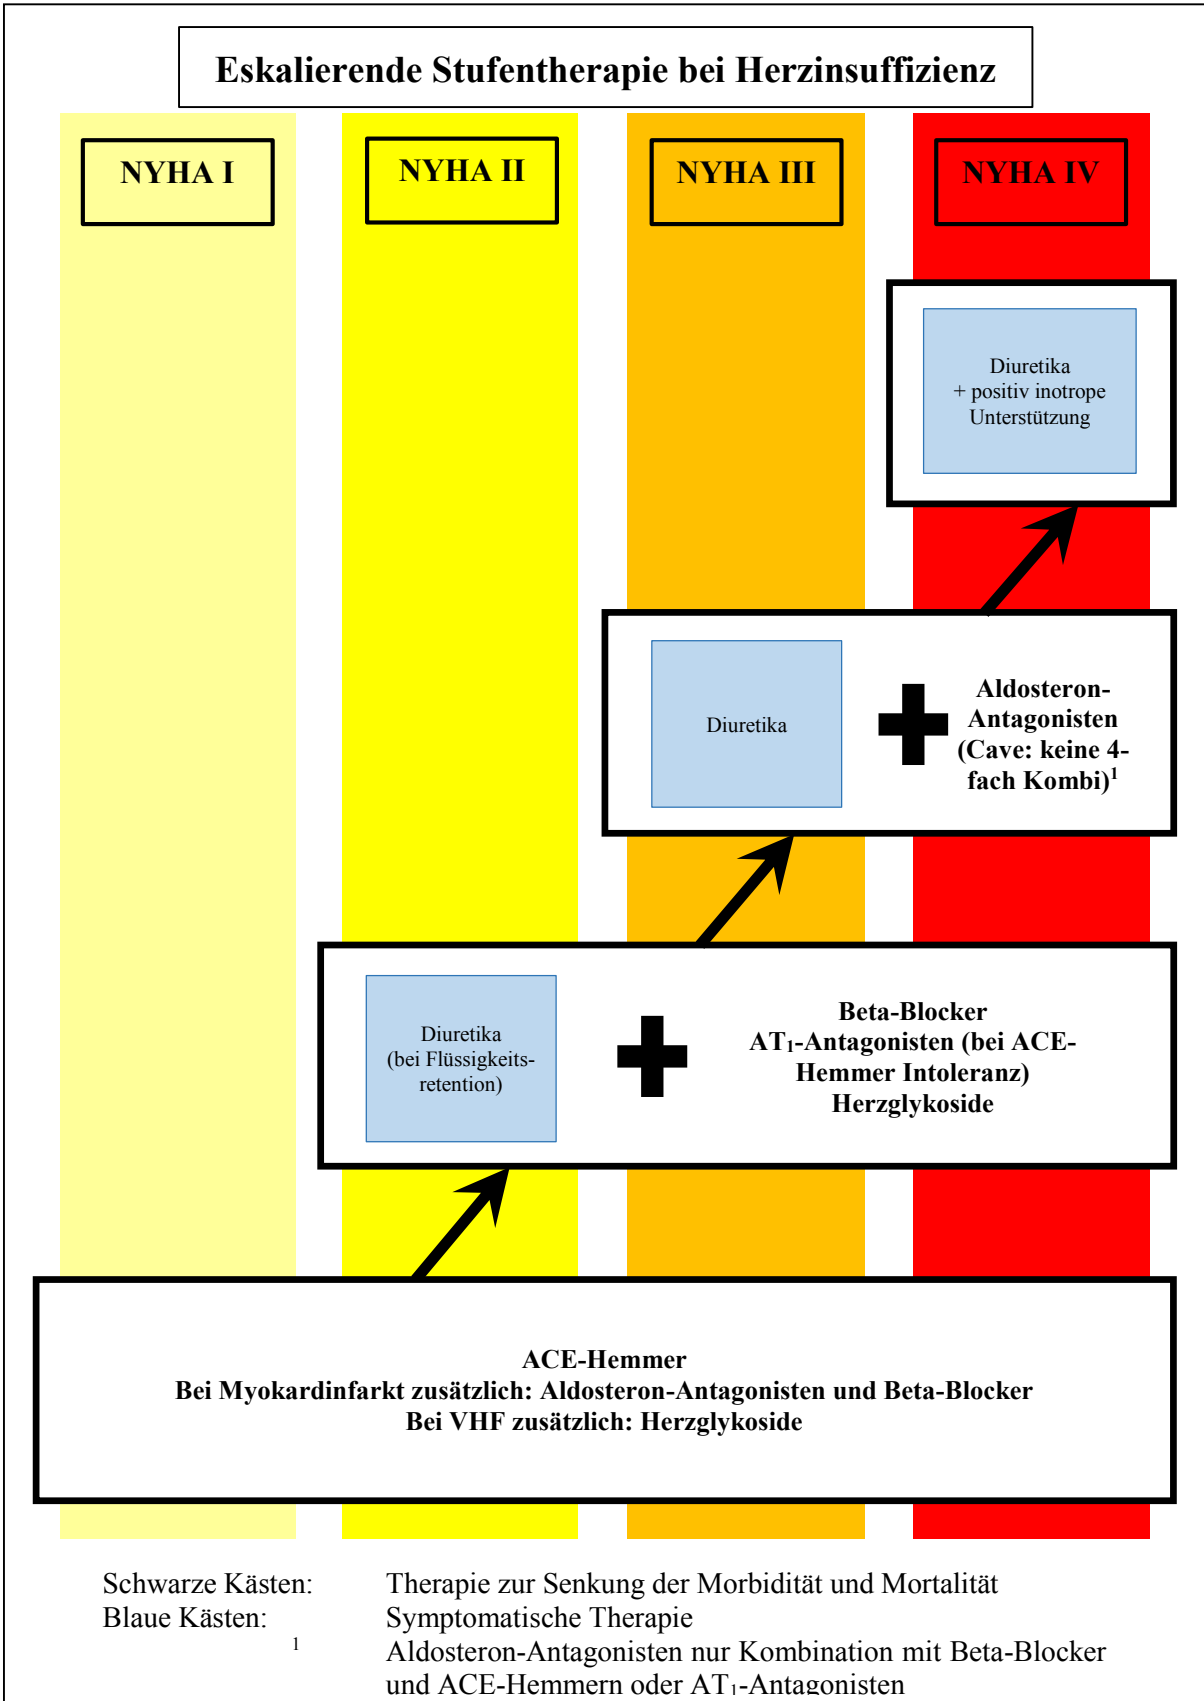 Eskalierende Stufentherapie bei Herzinsuffizienz
NYHA I
NYHA II
NYHA III
NYHA IV
Diuretika
+ positiv inotrope
Unterstützung
Diuretika
Aldosteron-
Antagonisten
(Cave: keine 4-
fach Kombi)¹
Diuretika
(bei Flüssigkeits-
retention)
Beta-Blocker
AT₁-Antagonisten (bei ACE-
Hemmer Intoleranz)
Herzglykoside
ACE-Hemmer
Bei Myokardinfarkt zusätzlich: Aldosteron-Antagonisten und Beta-Blocker
Bei VHF zusätzlich: Herzglykoside
Schwarze Kästen: Therapie zur Senkung der Morbidität und Mortalität
Blaue Kästen: Symptomatische Therapie
¹ Aldosteron-Antagonisten nur Kombination mit Beta-Blocker
und ACE-Hemmern oder AT₁-Antagonisten